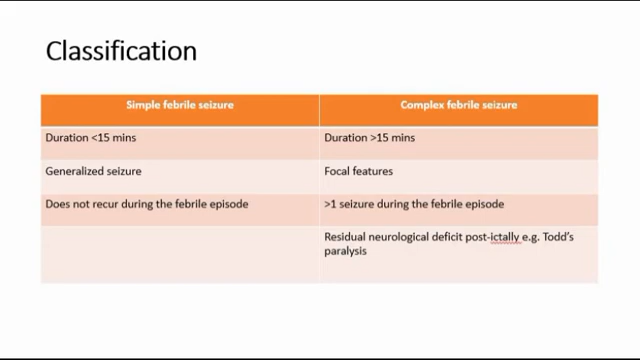 Classification
Simple febrile seizure
Complex febrile seizure
Duration <15 mins
Duration >15 mins
Generalized seizure
Focal features
Does not recur during the febrile episode
>1 seizure during the febrile episode
Residual neurological deficit post-ictally e.g. Todd's
paralysis